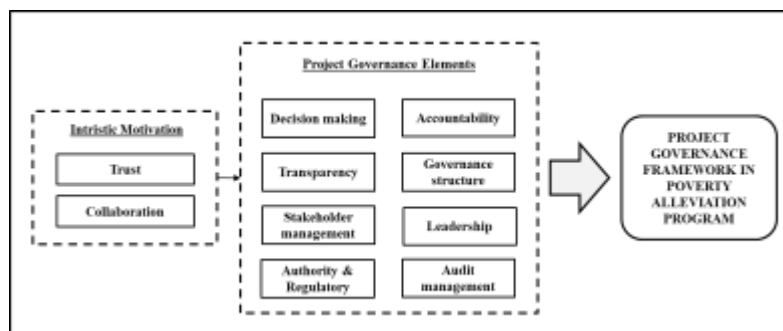 Project Governance Elements
Intristic Motivation
Trust
Collaboration
Decision making
Accountability
Transparency
Governance
structure
Stakeholder
management
Leadership
Authority &
Regulatory
Audit
management
PROJECT
GOVERNANCE
FRAMEWORK IN
POVERTY
ALLEVIATION
PROGRAM